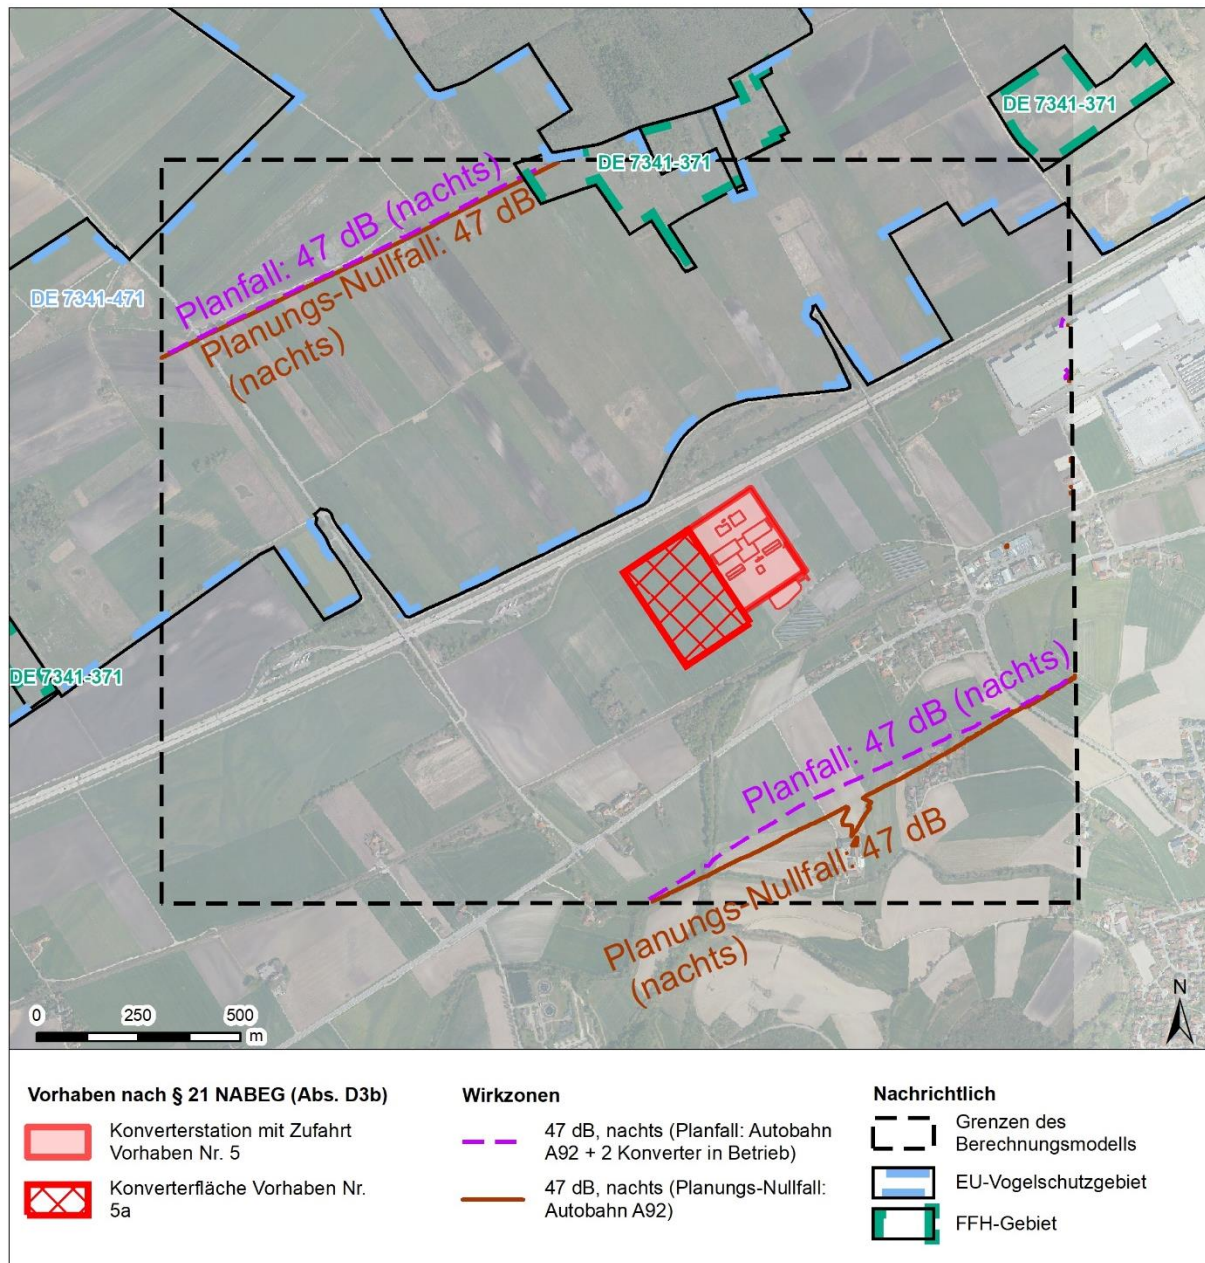 DE 7341-371
DE 7341-371
Planfall: 47 dB (nachts)
Planungs-Nullfall: 47 dB
(nachts)
DE 7341-471
DE 7341-371
Planfall: 47 dB (nachts)
Planungs-Nullfall: 47 dB
(nachts)
N
0 250 500
m
Vorhaben nach § 21 NABEG (Abs. D3b)
Konverterstation mit Zufahrt
Vorhaben Nr. 5
Konverterfläche Vorhaben Nr.
5a
Wirkzonen
47 dB, nachts (Planfall: Autobahn
A92 + 2 Konverter in Betrieb)
47 dB, nachts (Planungs-Nullfall:
Autobahn A92)
Nachrichtlich
Grenzen des
Berechnungsmodells
EU-Vogelschutzgebiet
FFH-Gebiet